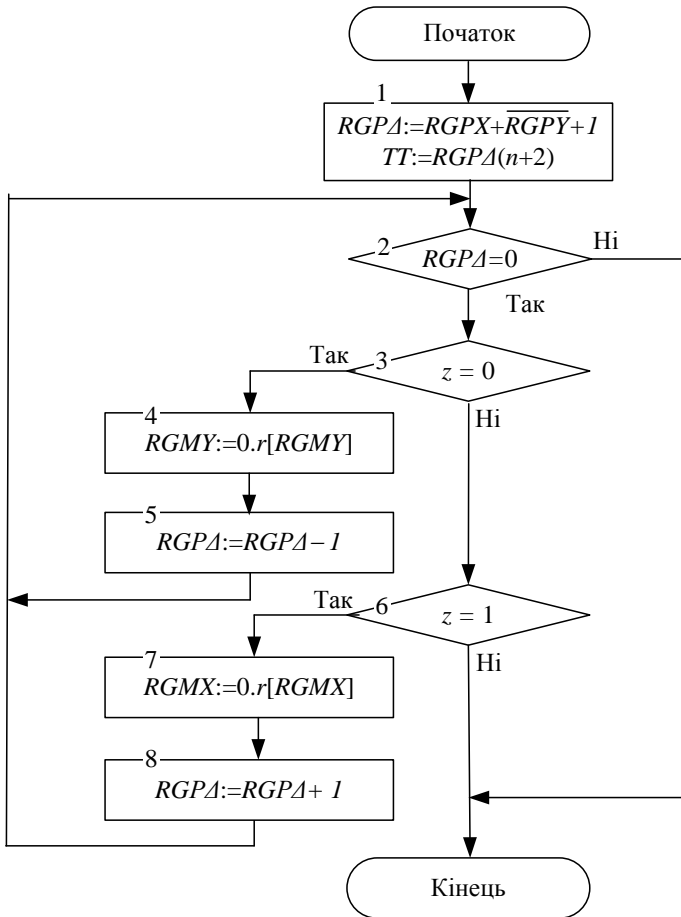 Початок
1
RGPΔ:=RGPX+R̅G̅P̅Y̅+1
TT:=RGPΔ(n+2)
2
RGPΔ=0
Ні
Так
3
z = 0
Так
Ні
4
RGMY:=0.r[RGMY]
5
RGPΔ:=RGPΔ−1
6
z = 1
Так
Ні
7
RGMX:=0.r[RGMX]
8
RGPΔ:=RGPΔ+ 1
Кінець